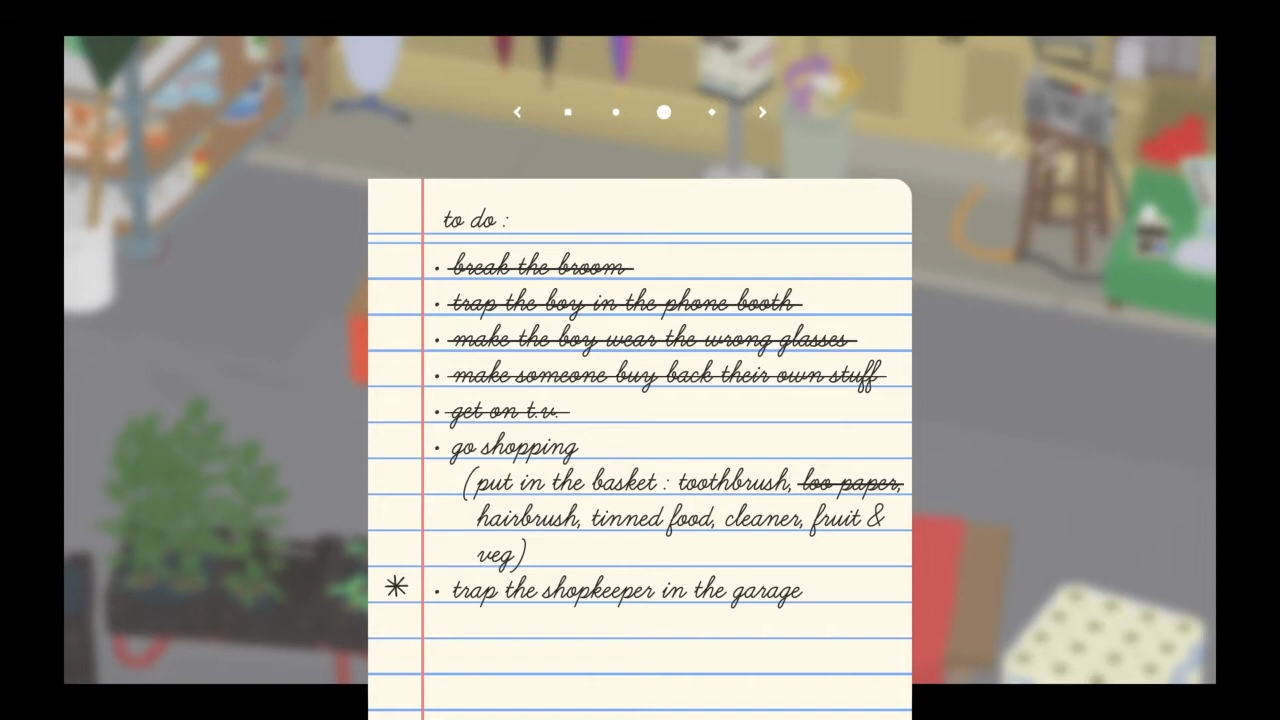 to do :
• break the broom
• trap the boy in the phone booth
• make the boy wear the wrong glasses
• make someone buy back their own stuff
• get on t.v.
• go shopping
(put in the basket : toothbrush, loo paper,
hairbrush, tinned food, cleaner, fruit &
veg)
* • trap the shopkeeper in the garage